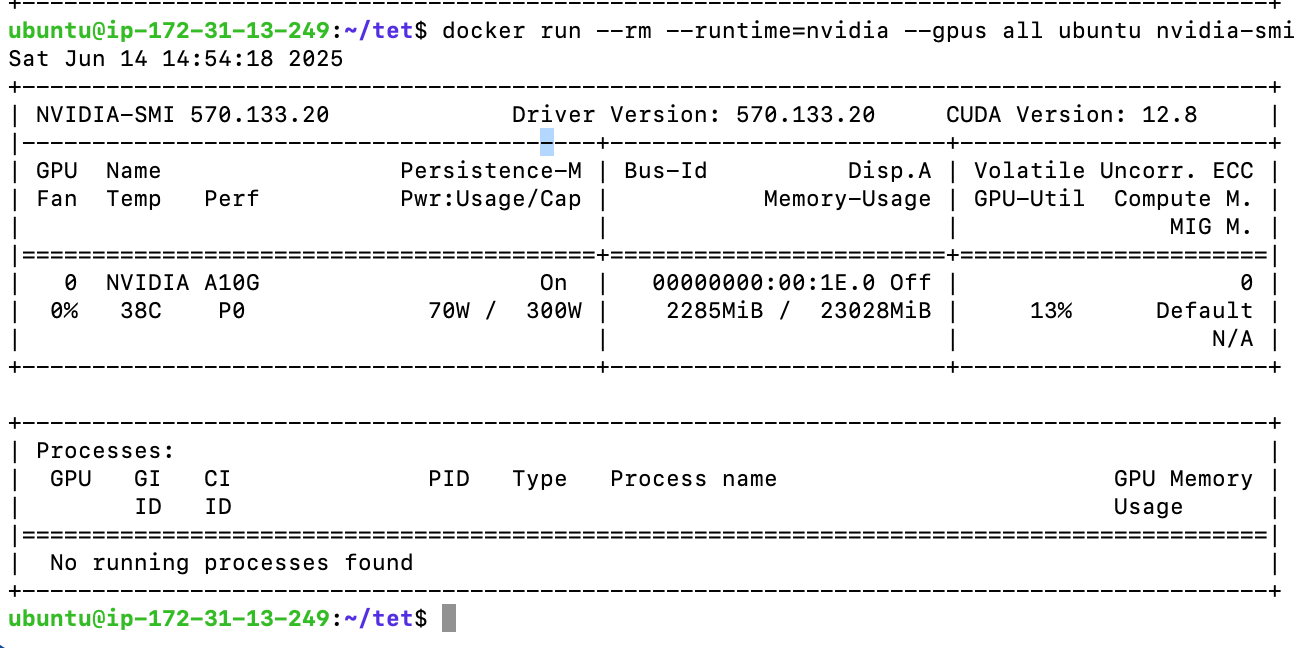 ubuntu@ip-172-31-13-249:~/tet$ docker run --rm --runtime=nvidia --gpus all ubuntu nvidia-smi
Sat Jun 14 14:54:18 2025
+-----------------------------------------------------------------------------------------+
| NVIDIA-SMI 570.133.20             Driver Version: 570.133.20     CUDA Version: 12.8     |
|-----------------------------------------+------------------------+----------------------+
| GPU  Name                 Persistence-M | Bus-Id          Disp.A | Volatile Uncorr. ECC |
| Fan  Temp   Perf          Pwr:Usage/Cap |           Memory-Usage | GPU-Util  Compute M. |
|                                         |                        |               MIG M. |
|=========================================+========================+======================|
|   0  NVIDIA A10G                    On  |   00000000:00:1E.0 Off |                    0 |
|  0%   38C    P0             70W /  300W |    2285MiB /  23028MiB |     13%      Default |
|                                         |                        |                  N/A |
+-----------------------------------------+------------------------+----------------------+

+-----------------------------------------------------------------------------------------+
| Processes:                                                                              |
|  GPU   GI   CI              PID   Type   Process name                        GPU Memory |
|        ID   ID                                                               Usage      |
|=========================================================================================|
|  No running processes found                                                             |
+-----------------------------------------------------------------------------------------+
ubuntu@ip-172-31-13-249:~/tet$